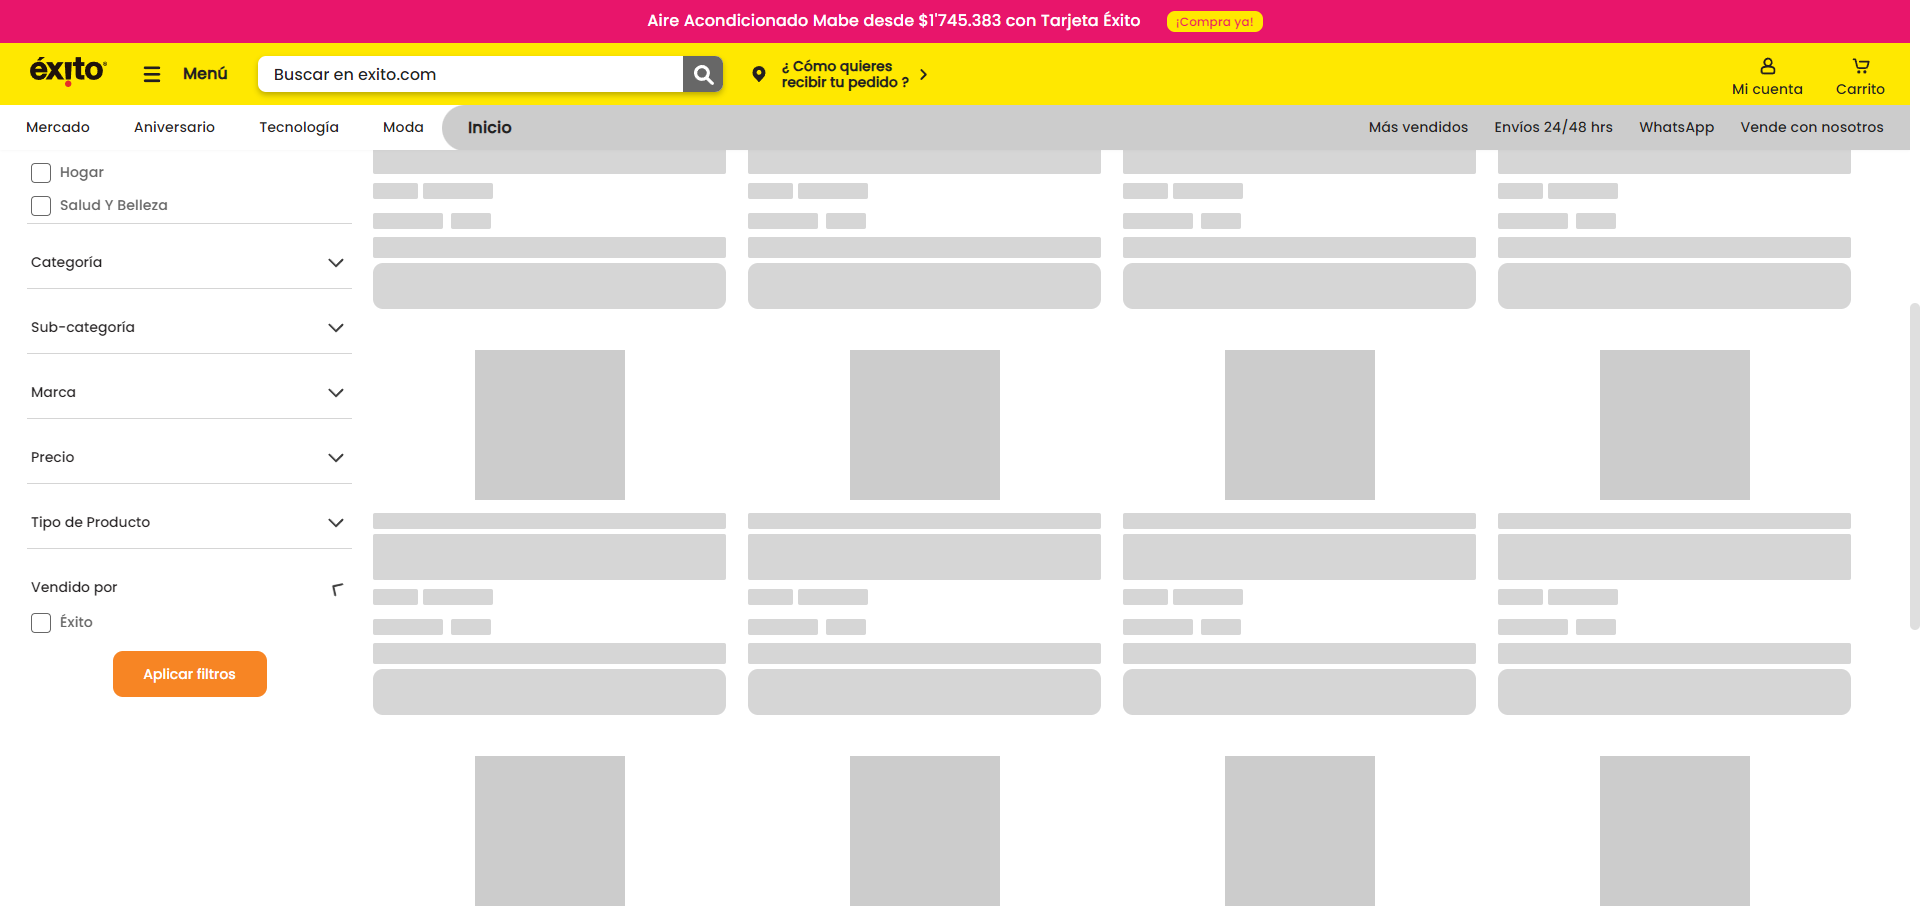 Aire Acondicionado Mabe desde $1'745.383 con Tarjeta Éxito ¡Compra ya!
éxito
Menú
Buscar en exito.com
¿ Cómo quieres
recibir tu pedido ?
Mi cuenta
Carrito
Mercado Aniversario Tecnología Moda Inicio Más vendidos Envíos 24/48 hrs WhatsApp Vende con nosotros
Hogar
Salud Y Belleza
Categoría
Sub-categoría
Marca
Precio
Tipo de Producto
Vendido por
Éxito
Aplicar filtros